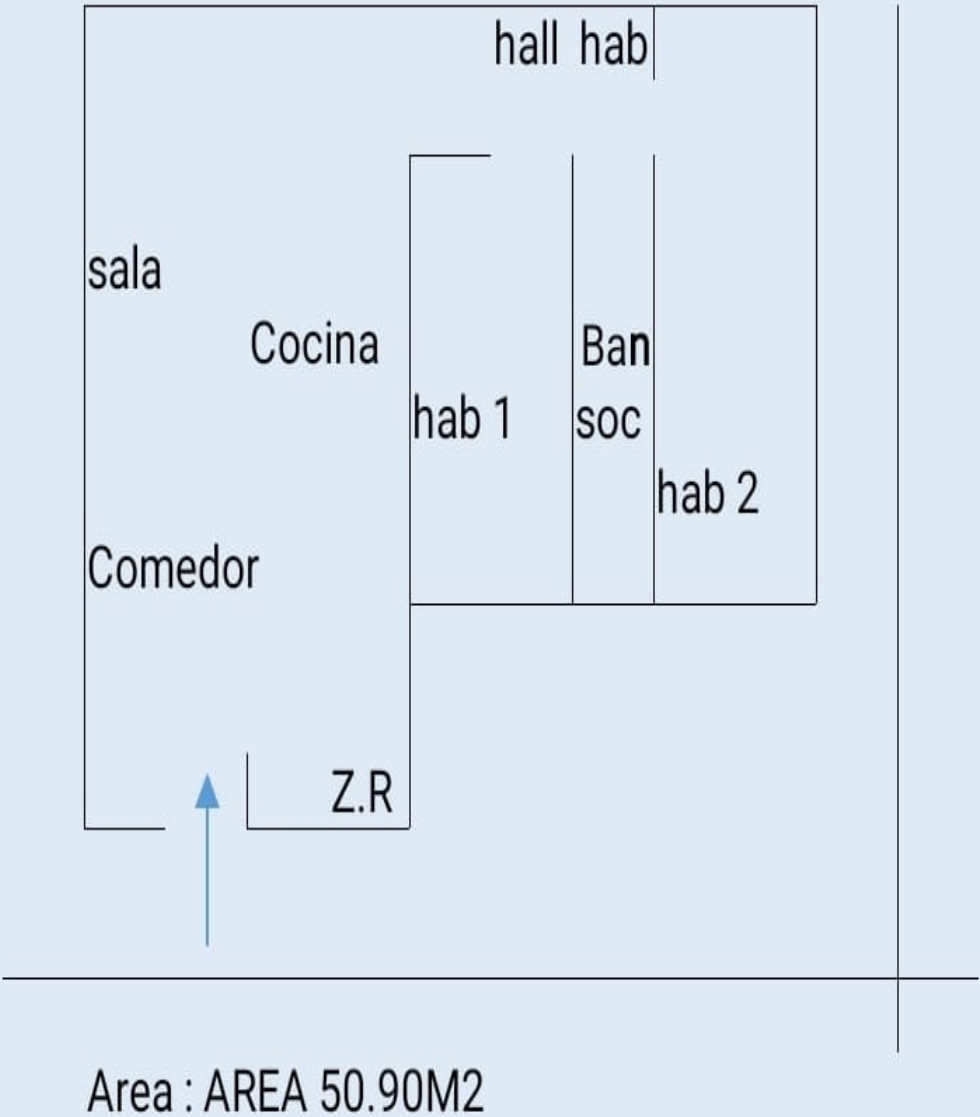 hall hab
sala
Cocina
Ban
hab 1
soc
hab 2
Comedor
Z.R
Area : AREA 50.90M2